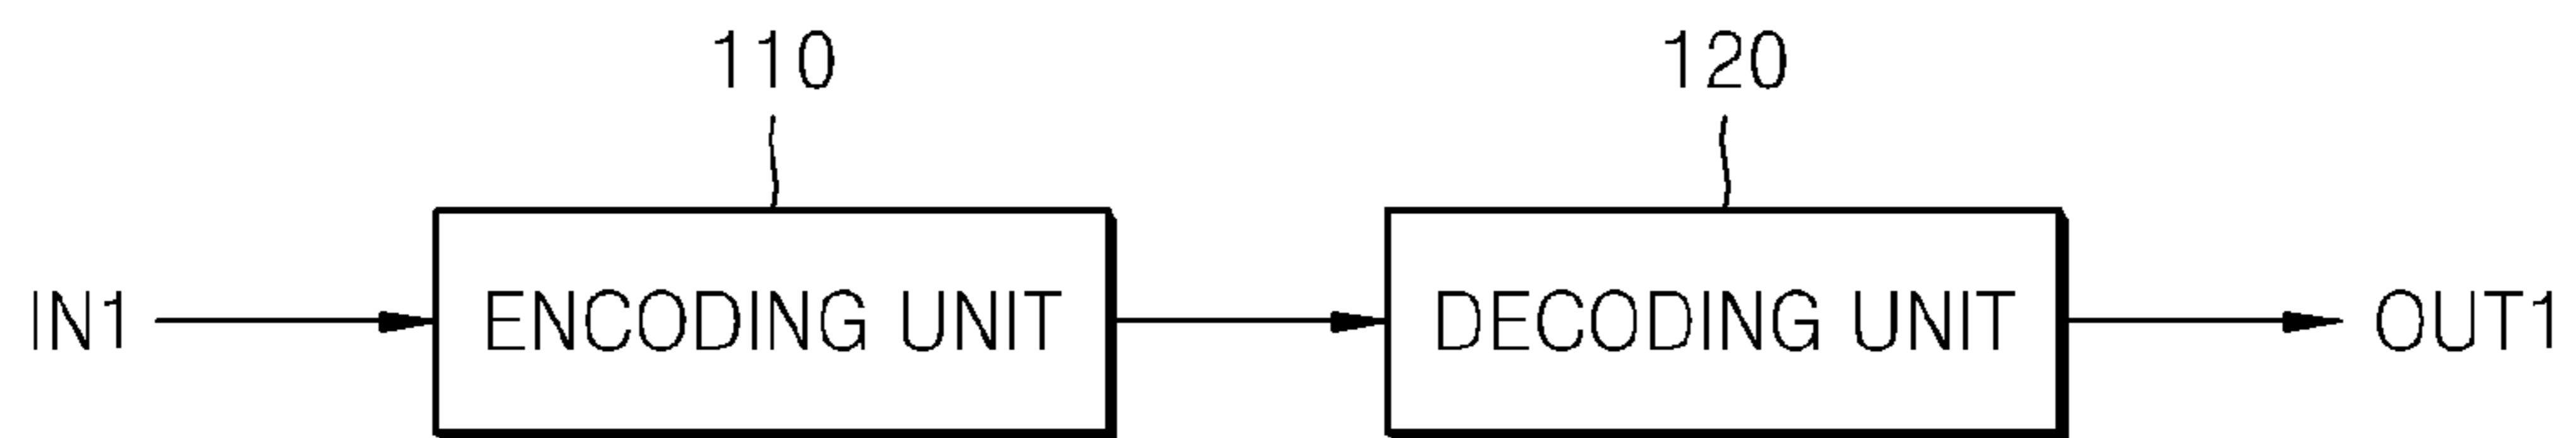 110 120
IN1 ENCODING UNIT DECODING UNIT OUT1